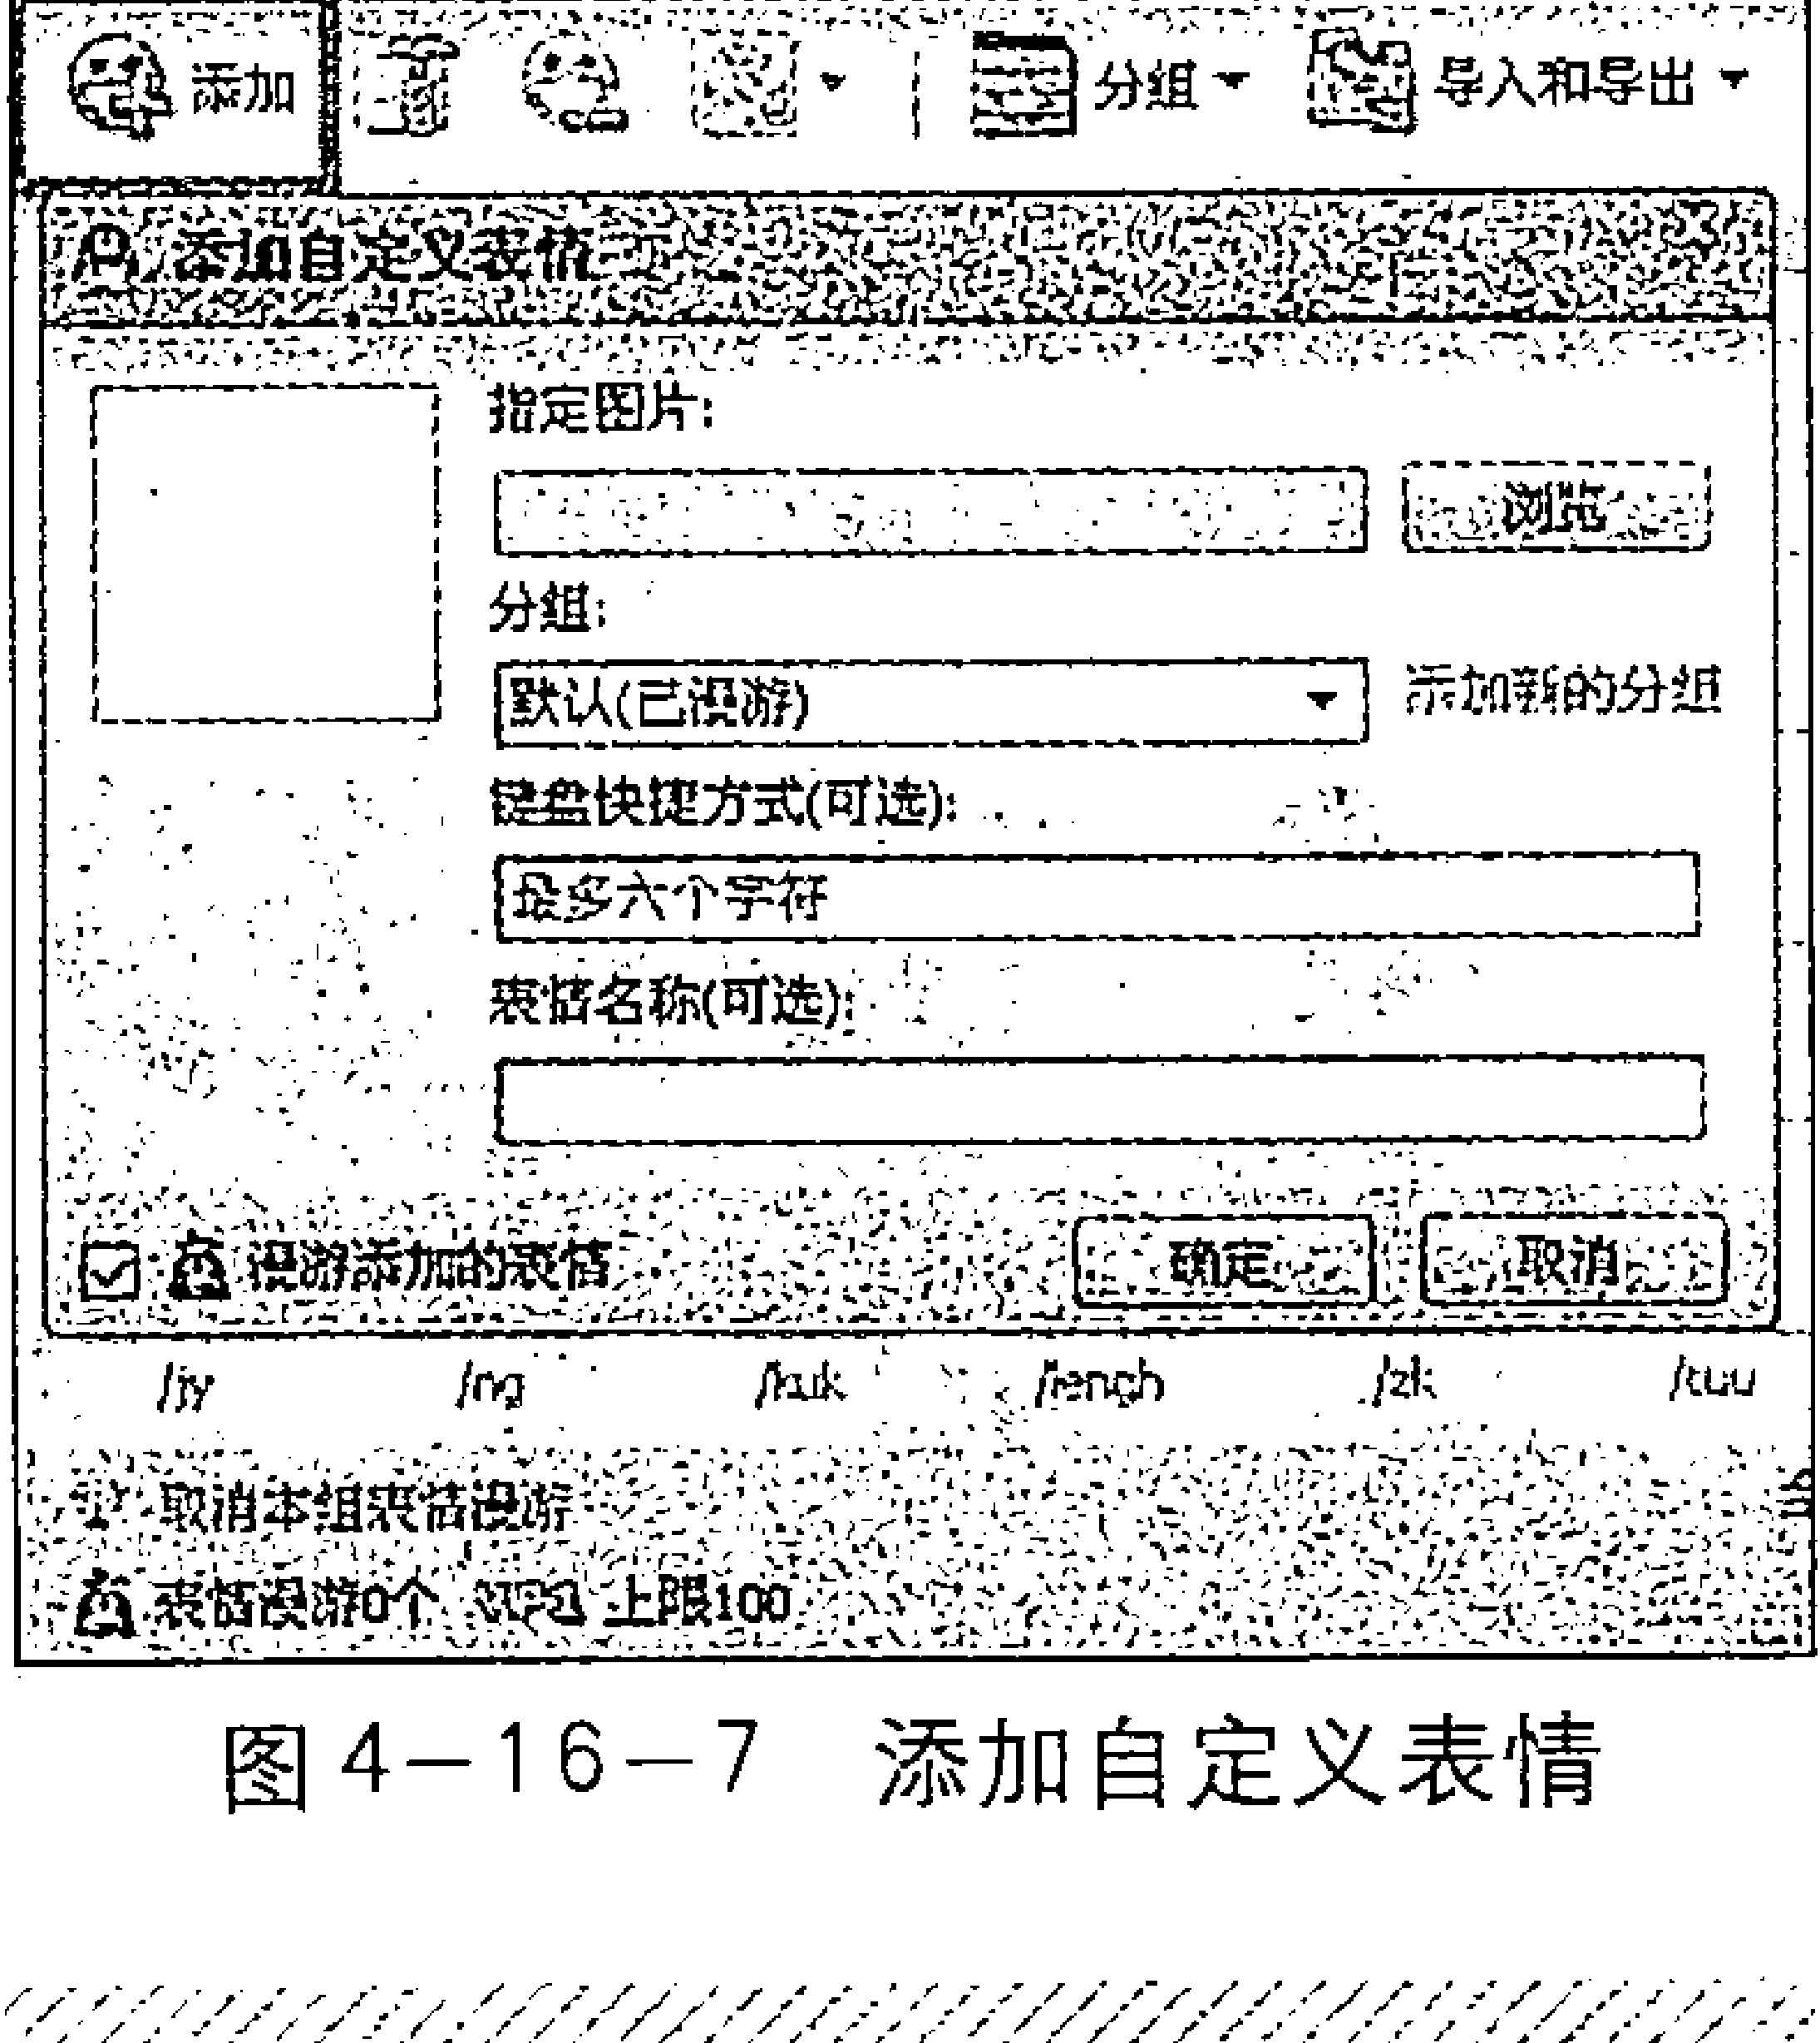 添加 分组 导入和导出
添加自定义表情
指定图片:
浏览
分组:
默认(已漫游) 添加新的分组
键盘快捷方式(可选):
最多六个字符
表情名称(可选):
漫游添加的表情 确定 取消
/jy /ng /kuk /fengh /zk /cuu
取消本组表情漫游
表情漫游0个 上限100
图4-16-7 添加自定义表情